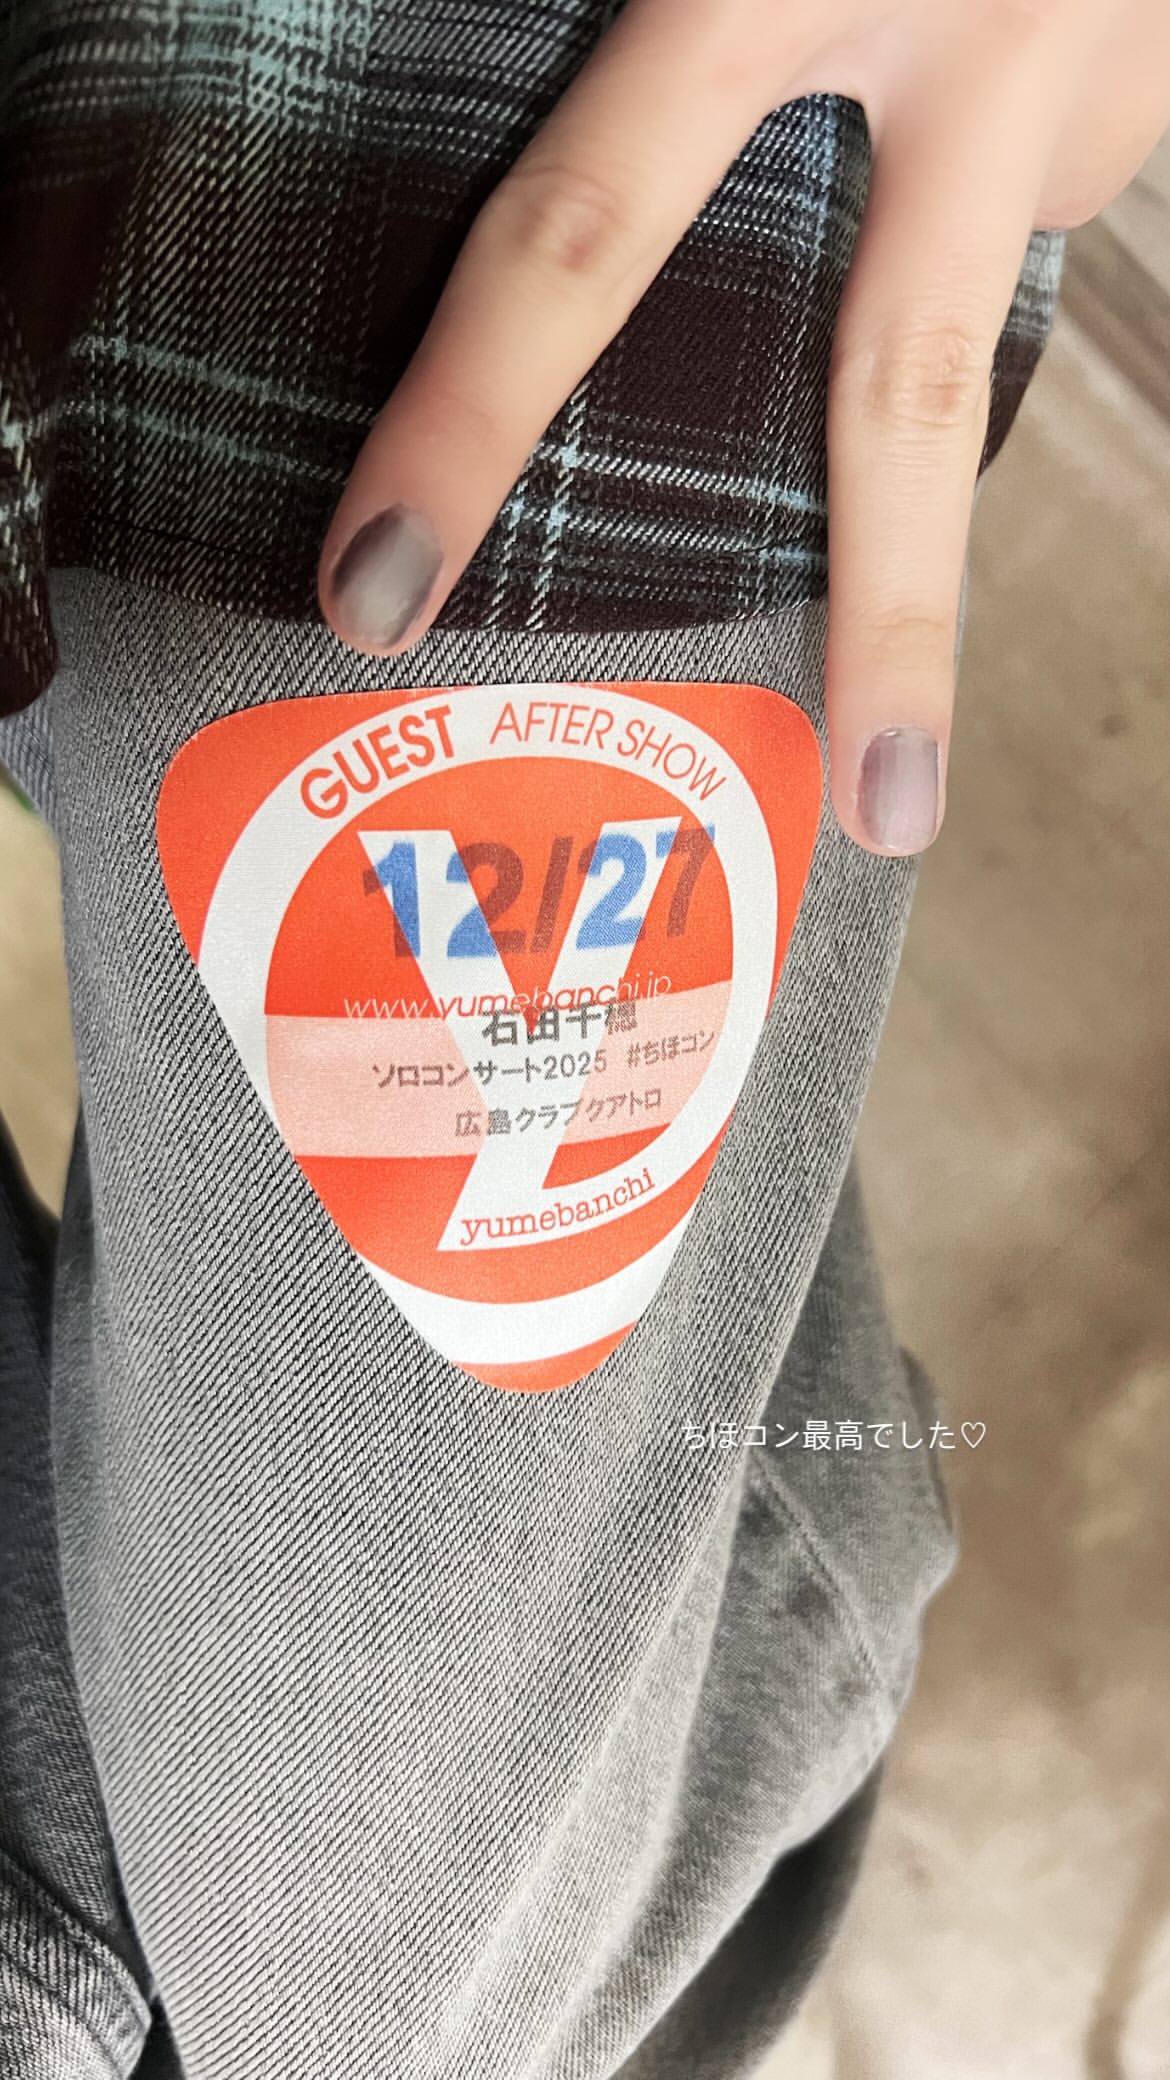 GUEST AFTER SHOW
12/27
www.yumebanchi.jp
石田千穂
ソロコンサート2025 #ちほコン
広島クラブクアトロ
yumebanchi
ちほコン最高でした♡